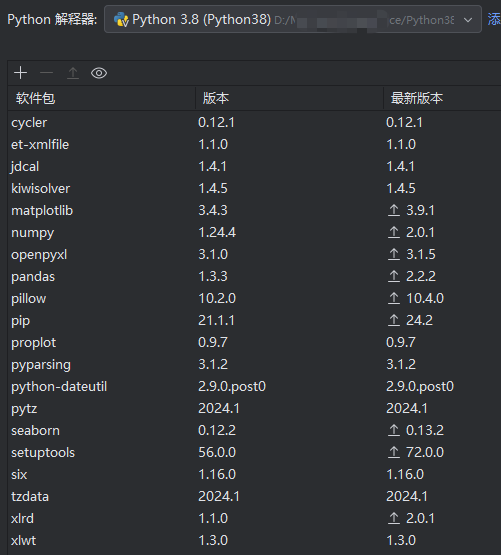 Python 解释器: Python 3.8 (Python38) D:/ ce/Python38 添
软件包 版本 最新版本
cycler 0.12.1 0.12.1
et-xmlfile 1.1.0 1.1.0
jdcal 1.4.1 1.4.1
kiwisolver 1.4.5 1.4.5
matplotlib 3.4.3 3.9.1
numpy 1.24.4 2.0.1
openpyxl 3.1.0 3.1.5
pandas 1.3.3 2.2.2
pillow 10.2.0 10.4.0
pip 21.1.1 24.2
proplot 0.9.7 0.9.7
pyparsing 3.1.2 3.1.2
python-dateutil 2.9.0.post0 2.9.0.post0
pytz 2024.1 2024.1
seaborn 0.12.2 0.13.2
setuptools 56.0.0 72.0.0
six 1.16.0 1.16.0
tzdata 2024.1 2024.1
xlrd 1.1.0 2.0.1
xlwt 1.3.0 1.3.0